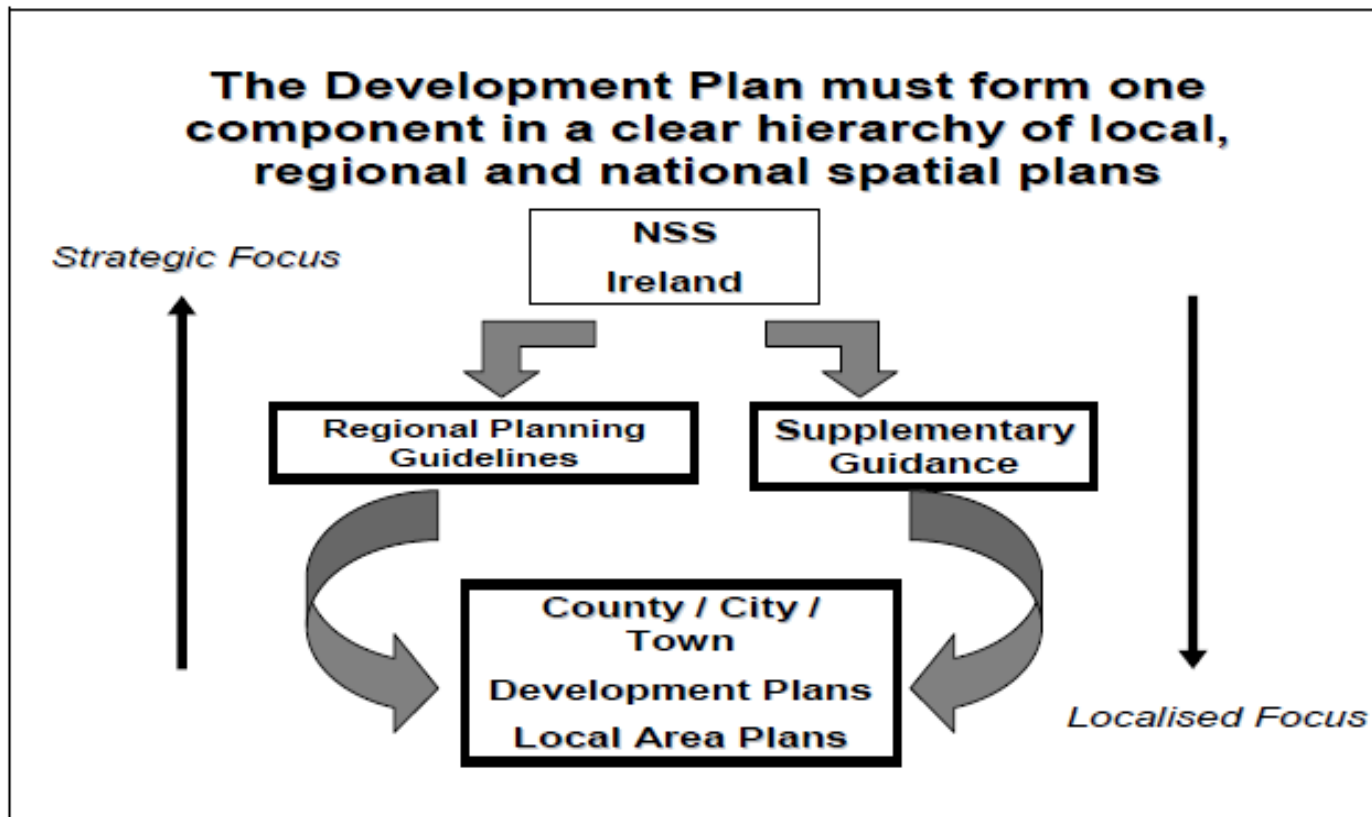 The Development Plan must form one
component in a clear hierarchy of local,
regional and national spatial plans
NSS
Ireland
Strategic Focus
Regional Planning
Guidelines
Supplementary
Guidance
County / City /
Town
Development Plans
Local Area Plans
Localised Focus